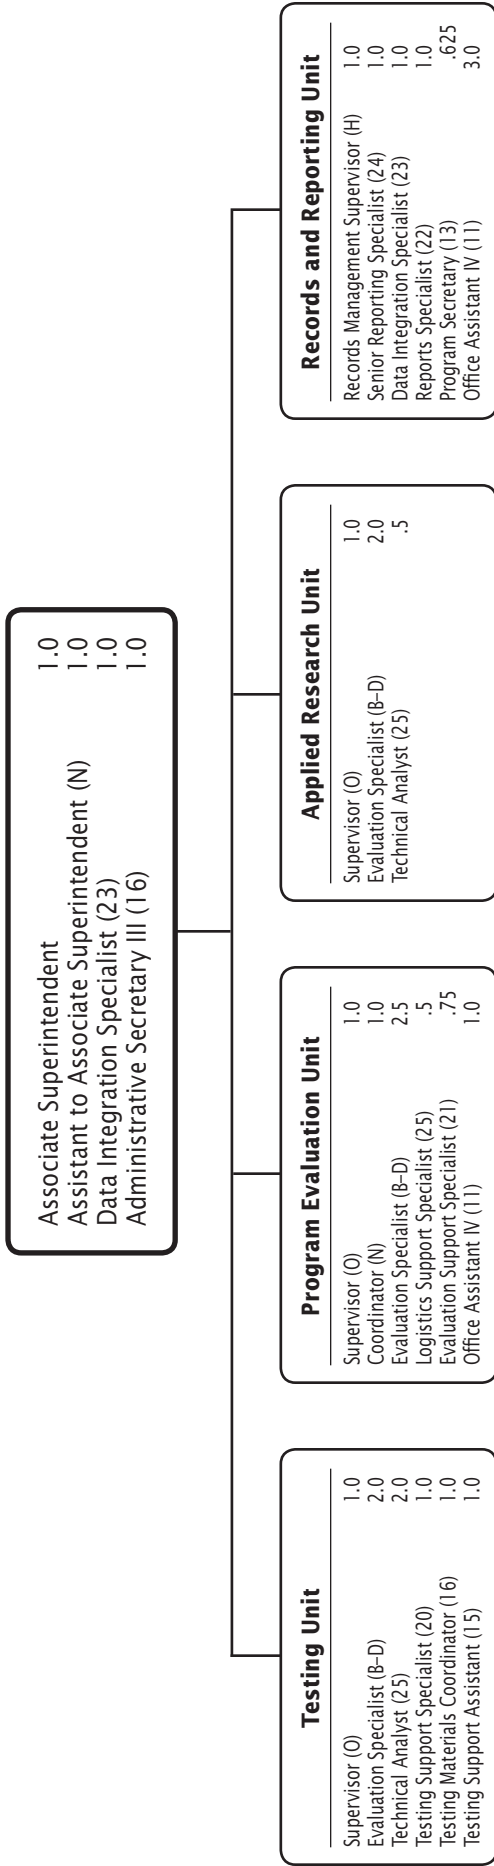 Associate Superintendent 1.0
Assistant to Associate Superintendent (N) 1.0
Data Integration Specialist (23) 1.0
Administrative Secretary III (16) 1.0
Testing Unit
Supervisor (O) 1.0
Evaluation Specialist (B–D) 2.0
Technical Analyst (25) 2.0
Testing Support Specialist (20) 1.0
Testing Materials Coordinator (16) 1.0
Testing Support Assistant (15) 1.0
Program Evaluation Unit
Supervisor (O) 1.0
Coordinator (N) 1.0
Evaluation Specialist (B–D) 2.5
Logistics Support Specialist (25) .5
Evaluation Support Specialist (21) .75
Office Assistant IV (11) 1.0
Applied Research Unit
Supervisor (O) 1.0
Evaluation Specialist (B–D) 2.0
Technical Analyst (25) .5
Records and Reporting Unit
Records Management Supervisor (H) 1.0
Senior Reporting Specialist (24) 1.0
Data Integration Specialist (23) 1.0
Reports Specialist (22) 1.0
Program Secretary (13) .625
Office Assistant IV (11) 3.0